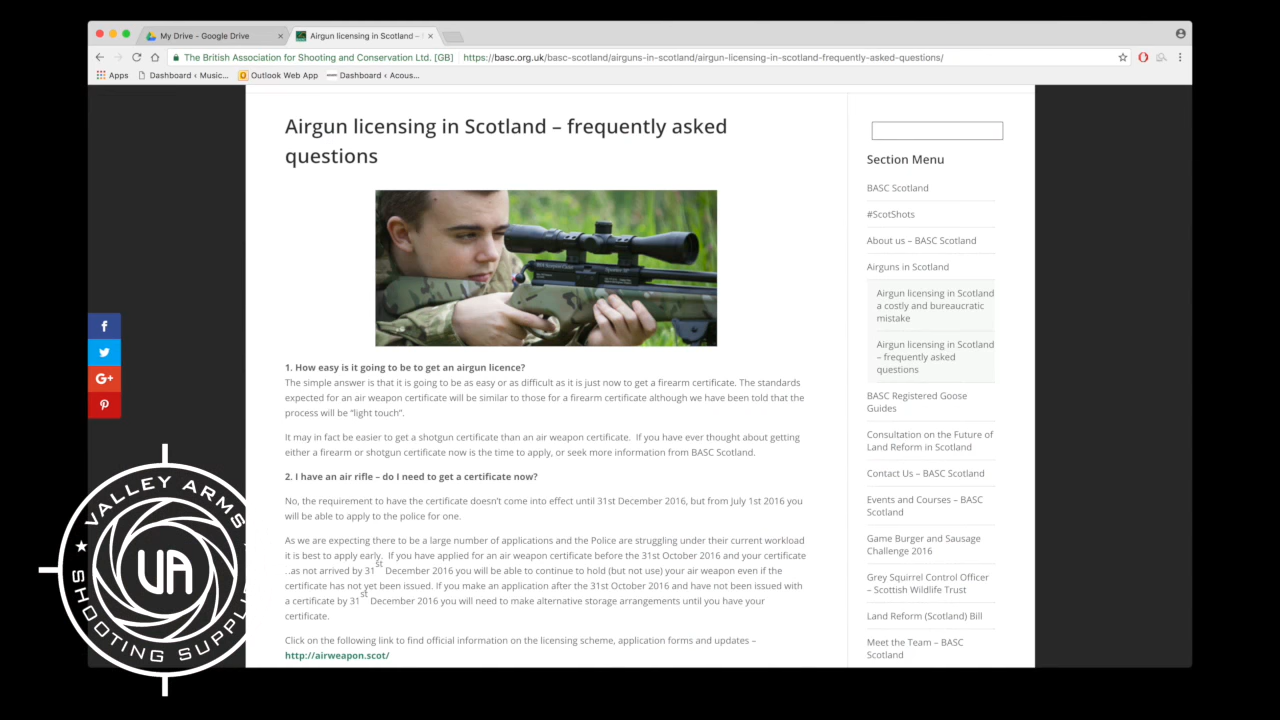 My Drive - Google Drive
Airgun licensing in Scotland –
The British Association for Shooting and Conservation Ltd. [GB]
https://basc.org.uk/basc-scotland/airguns-in-scotland/airgun-licensing-in-scotland-frequently-asked-questions/
Apps
Dashboard ‹ Music...
Outlook Web App
Dashboard ‹ Acous...
Airgun licensing in Scotland – frequently asked
questions
1. How easy is it going to be to get an airgun licence?
The simple answer is that it is going to be as easy or as difficult as it is just now to get a firearm certificate. The standards
expected for an air weapon certificate will be similar to those for a firearm certificate although we have been told that the
process will be “light touch”.
It may in fact be easier to get a shotgun certificate than an air weapon certificate. If you have ever thought about getting
either a firearm or shotgun certificate now is the time to apply, or seek more information from BASC Scotland.
2. I have an air rifle – do I need to get a certificate now?
No, the requirement to have the certificate doesn’t come into effect until 31st December 2016, but from July 1st 2016 you
will be able to apply to the police for one.
As we are expecting there to be a large number of applications and the Police are struggling under their current workload
it is best to apply early. If you have applied for an air weapon certificate before the 31st October 2016 and your certificate
..as not arrived by 31st December 2016 you will be able to continue to hold (but not use) your air weapon even if the
certificate has not yet been issued. If you make an application after the 31st October 2016 and have not been issued with
a certificate by 31st December 2016 you will need to make alternative storage arrangements until you have your
certificate.
Click on the following link to find official information on the licensing scheme, application forms and updates –
http://airweapon.scot/
Section Menu
BASC Scotland
#ScotShots
About us – BASC Scotland
Airguns in Scotland
Airgun licensing in Scotland
a costly and bureaucratic
mistake
Airgun licensing in Scotland
– frequently asked
questions
BASC Registered Goose
Guides
Consultation on the Future of
Land Reform in Scotland
Contact Us – BASC Scotland
Events and Courses – BASC
Scotland
Game Burger and Sausage
Challenge 2016
Grey Squirrel Control Officer
– Scottish Wildlife Trust
Land Reform (Scotland) Bill
Meet the Team – BASC
Scotland
VALLEY ARMS
VA
SHOOTING SUPPL